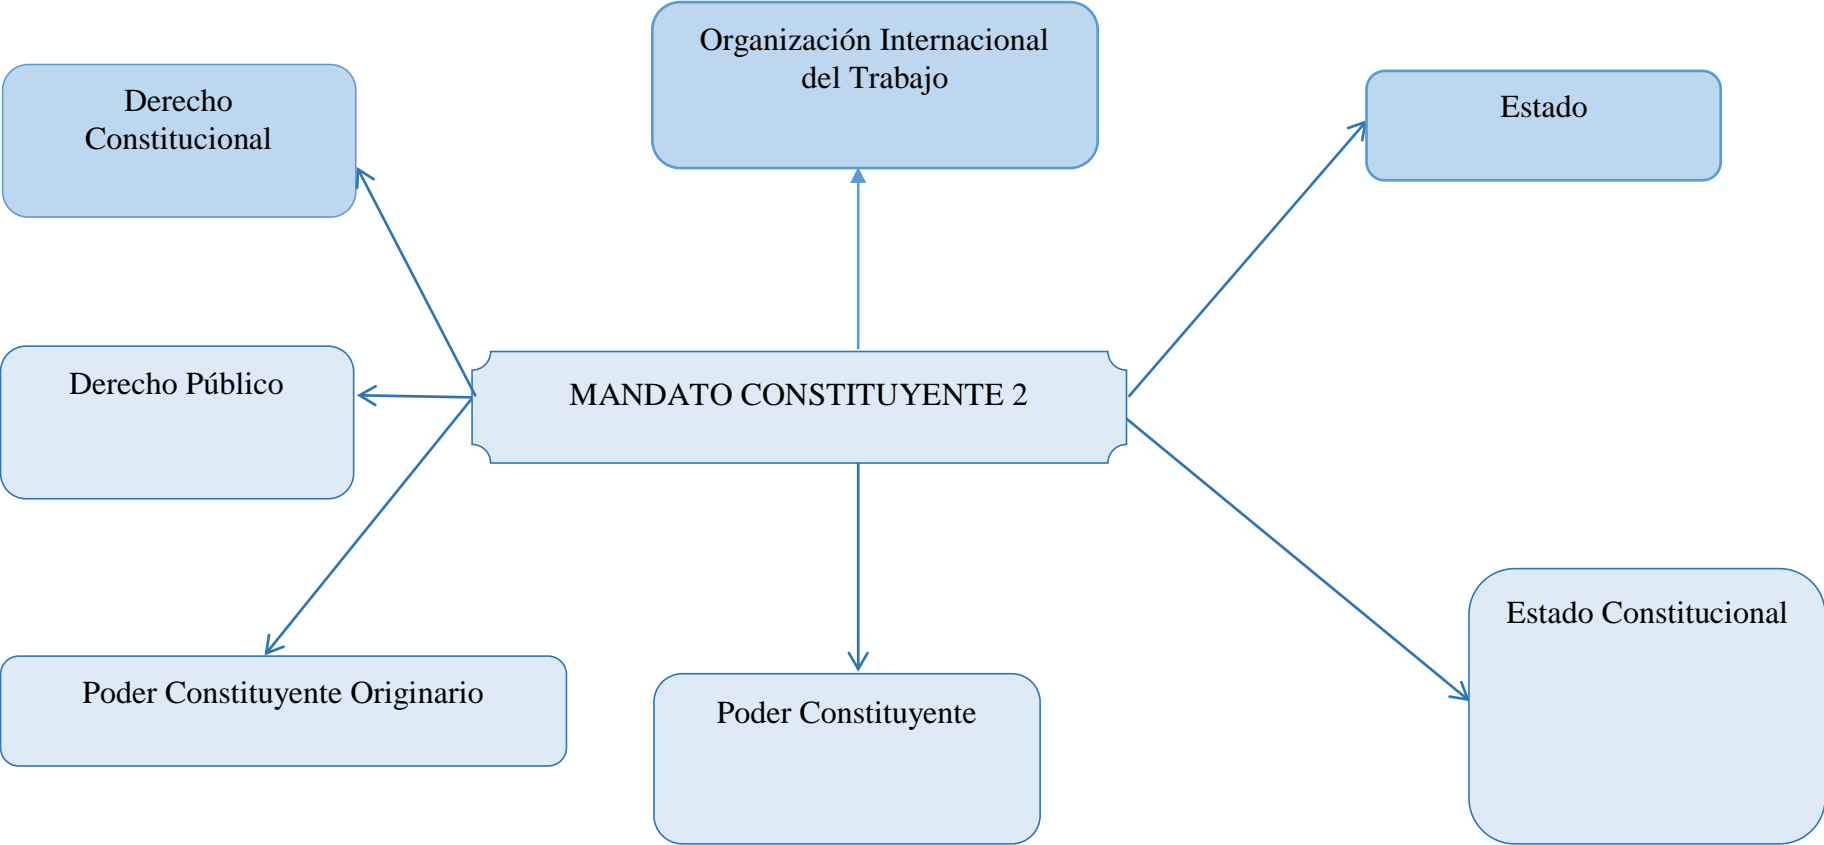 Organización Internacional
del Trabajo
Derecho
Constitucional
Estado
Derecho Público
MANDATO CONSTITUYENTE 2
Estado Constitucional
Poder Constituyente Originario
Poder Constituyente